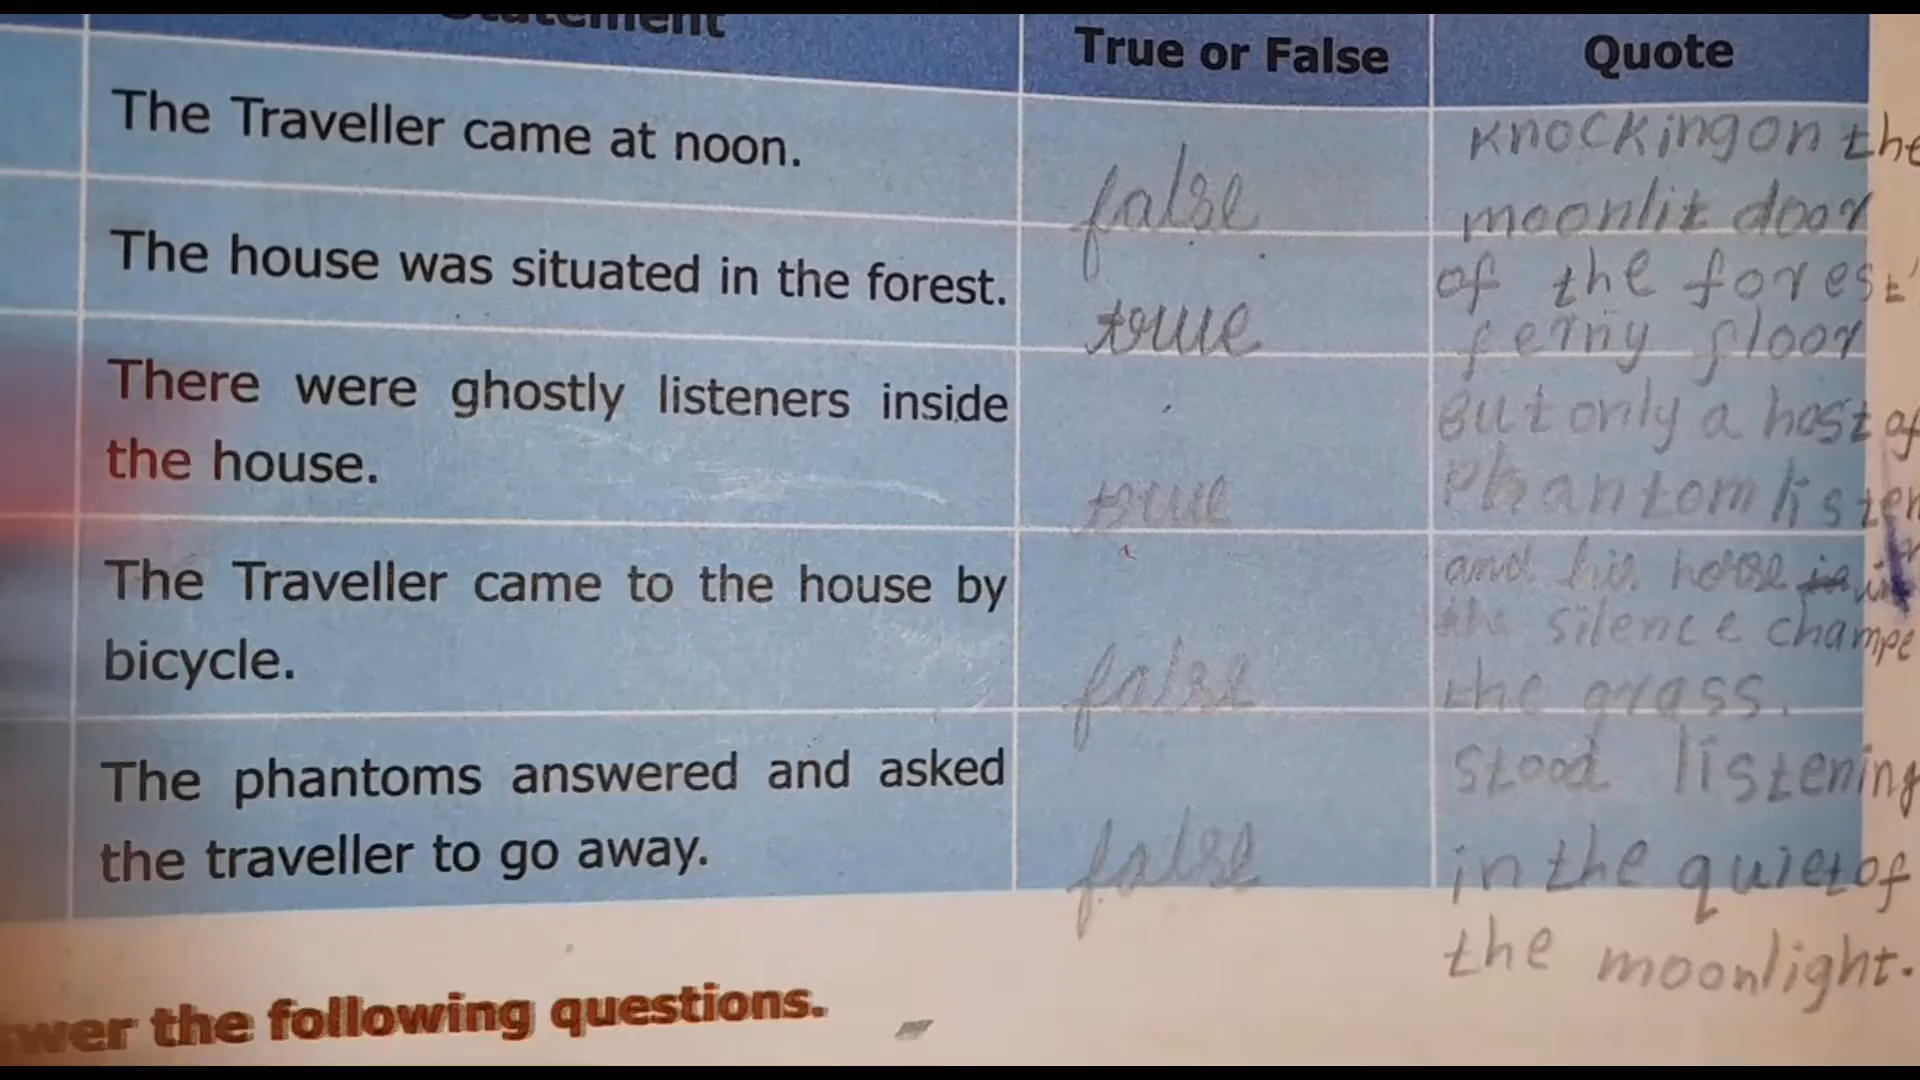 Statement True or False Quote
The Traveller came at noon. false Knocking on the
moonlit door
The house was situated in the forest. true of the forest's
ferny floor
There were ghostly listeners inside
the house. true But only a host of
Phantom listen
The Traveller came to the house by
bicycle. false and his horse in
the silence champe
the grass.
The phantoms answered and asked
the traveller to go away. false Stood listening
in the quiet of
the moonlight.
wer the following questions.